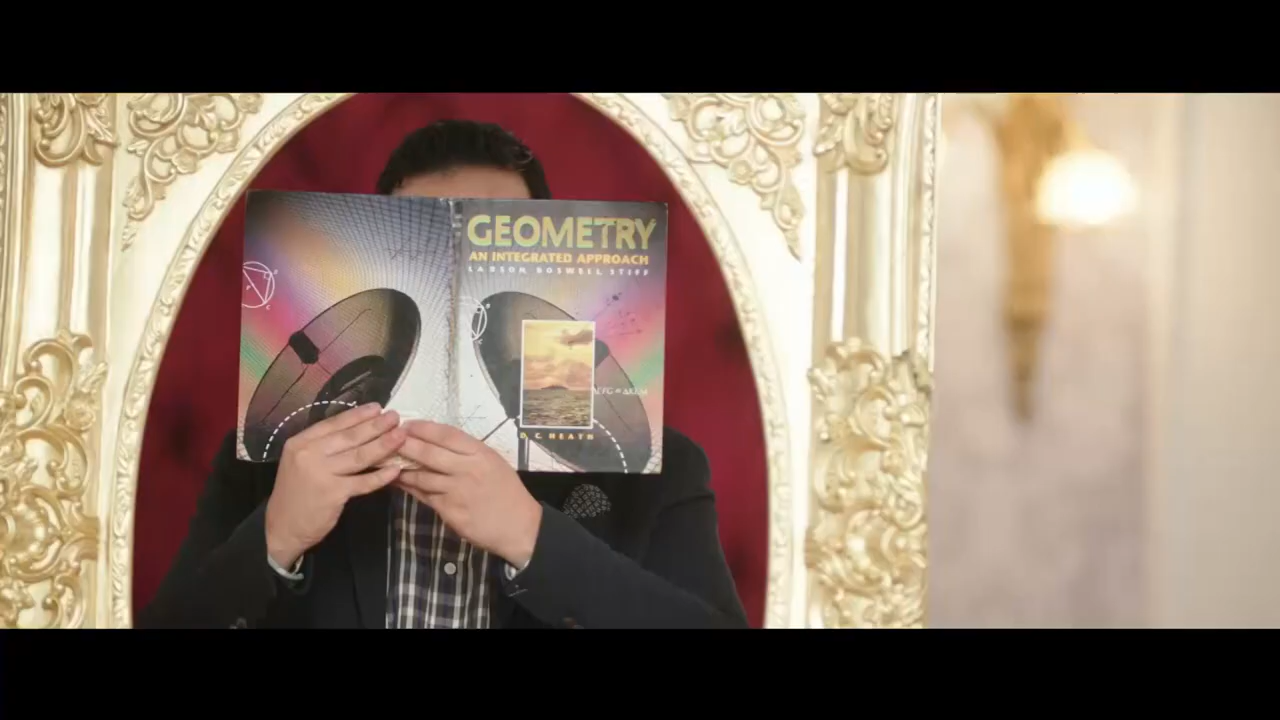 GEOMETRY
AN INTEGRATED APPROACH
LARSON BOSWELL STIFF
D. C. HEATH